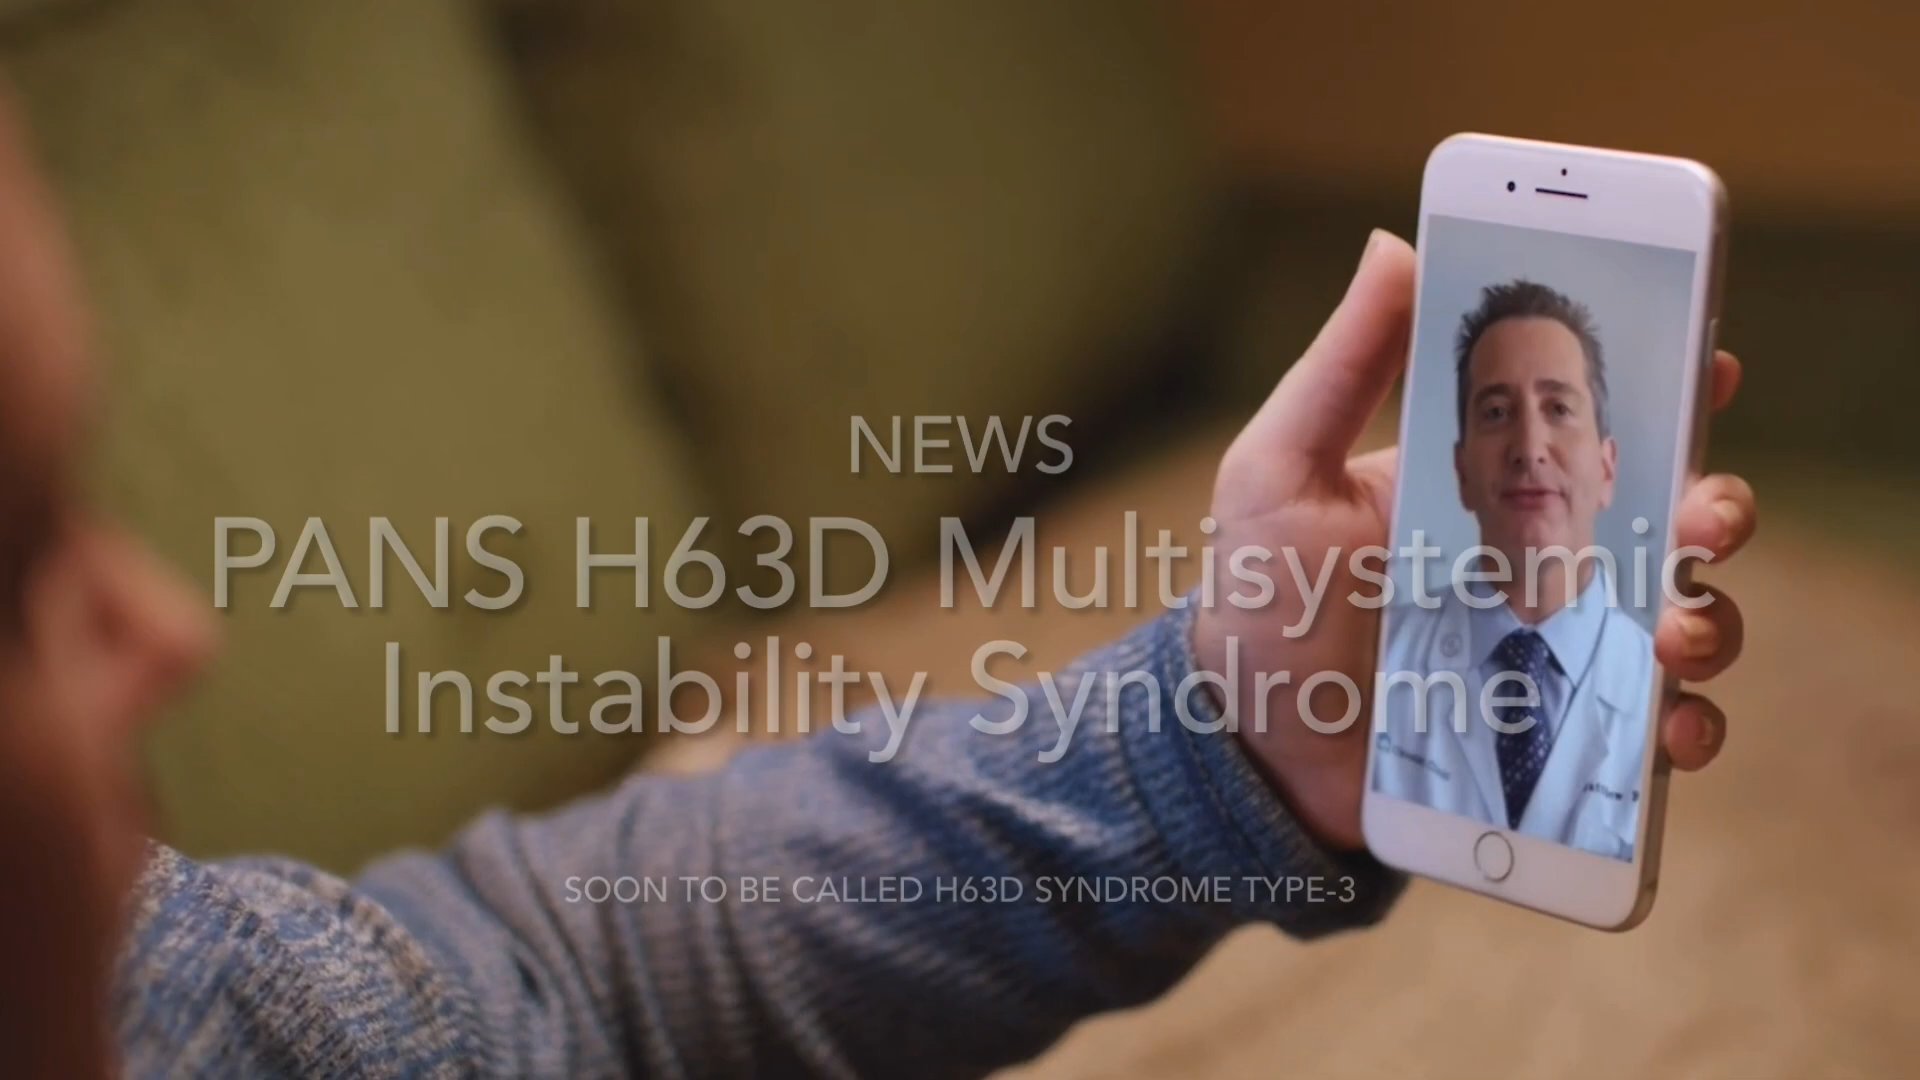 NEWS
PANS H63D Multisystemic
Instability Syndrome
SOON TO BE CALLED H63D SYNDROME TYPE-3